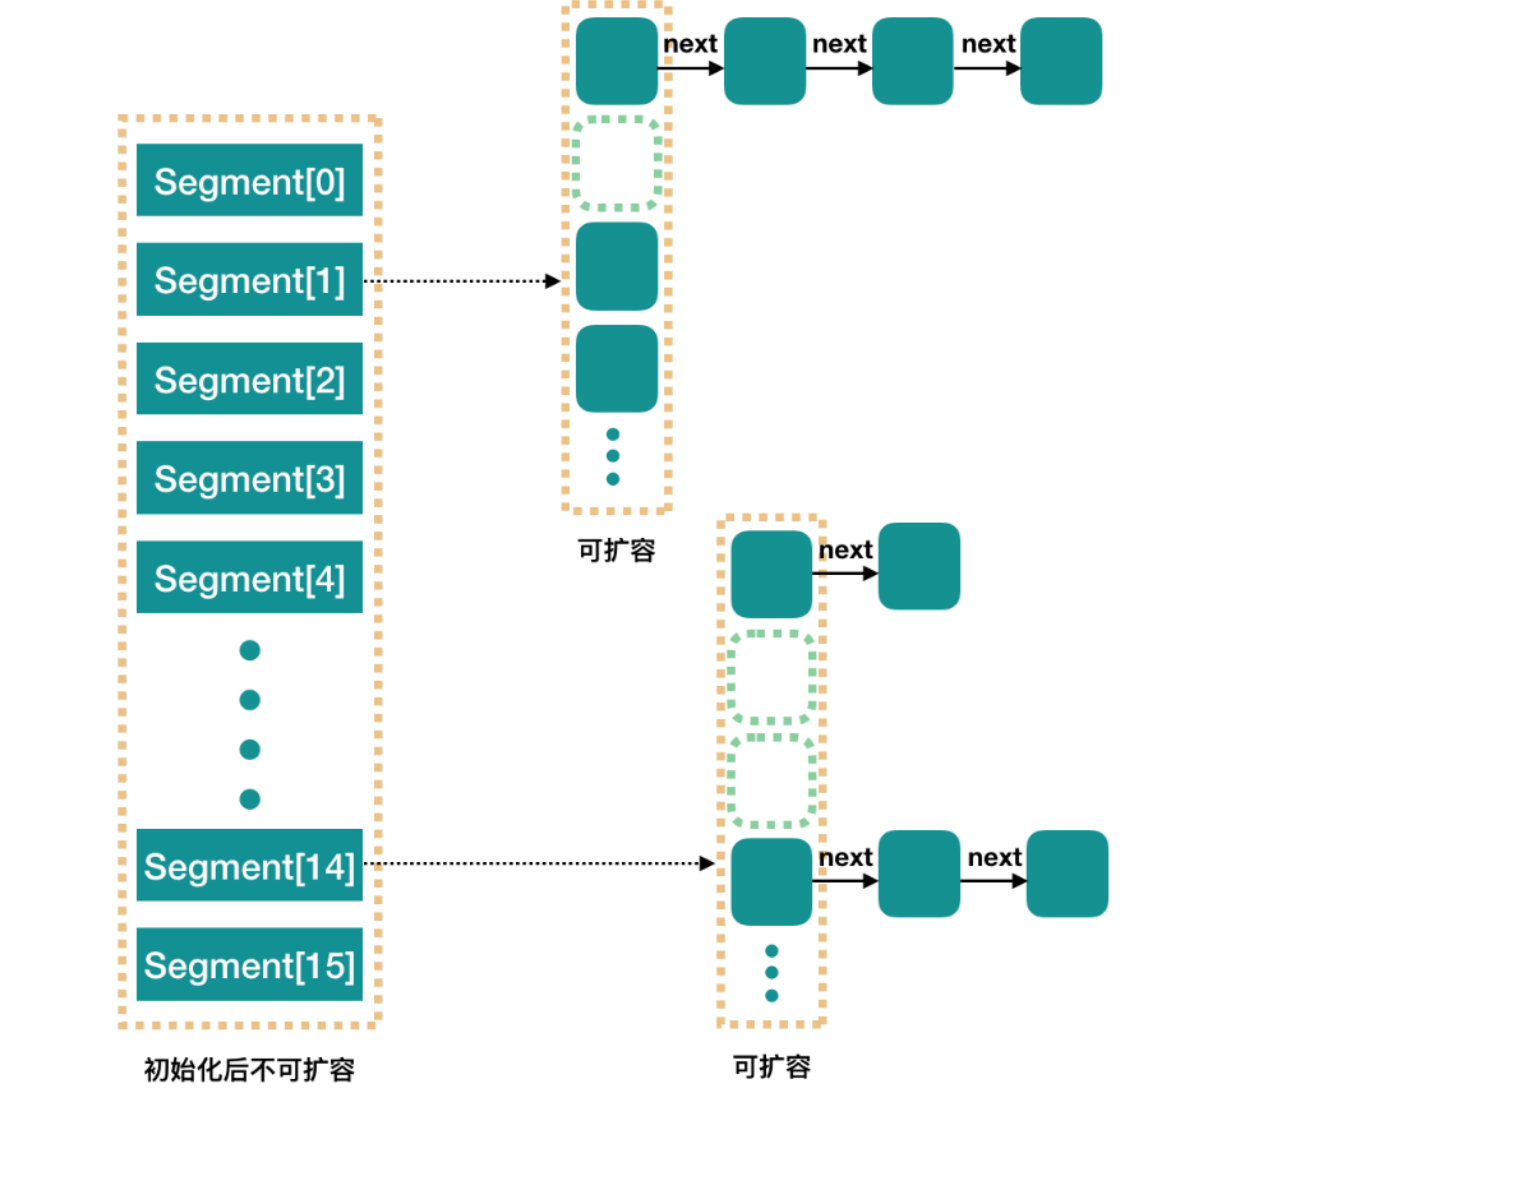 next next next
Segment[0]
Segment[1]
Segment[2]
Segment[3]
Segment[4]
Segment[14]
Segment[15]
初始化后不可扩容
可扩容
next
next next
可扩容